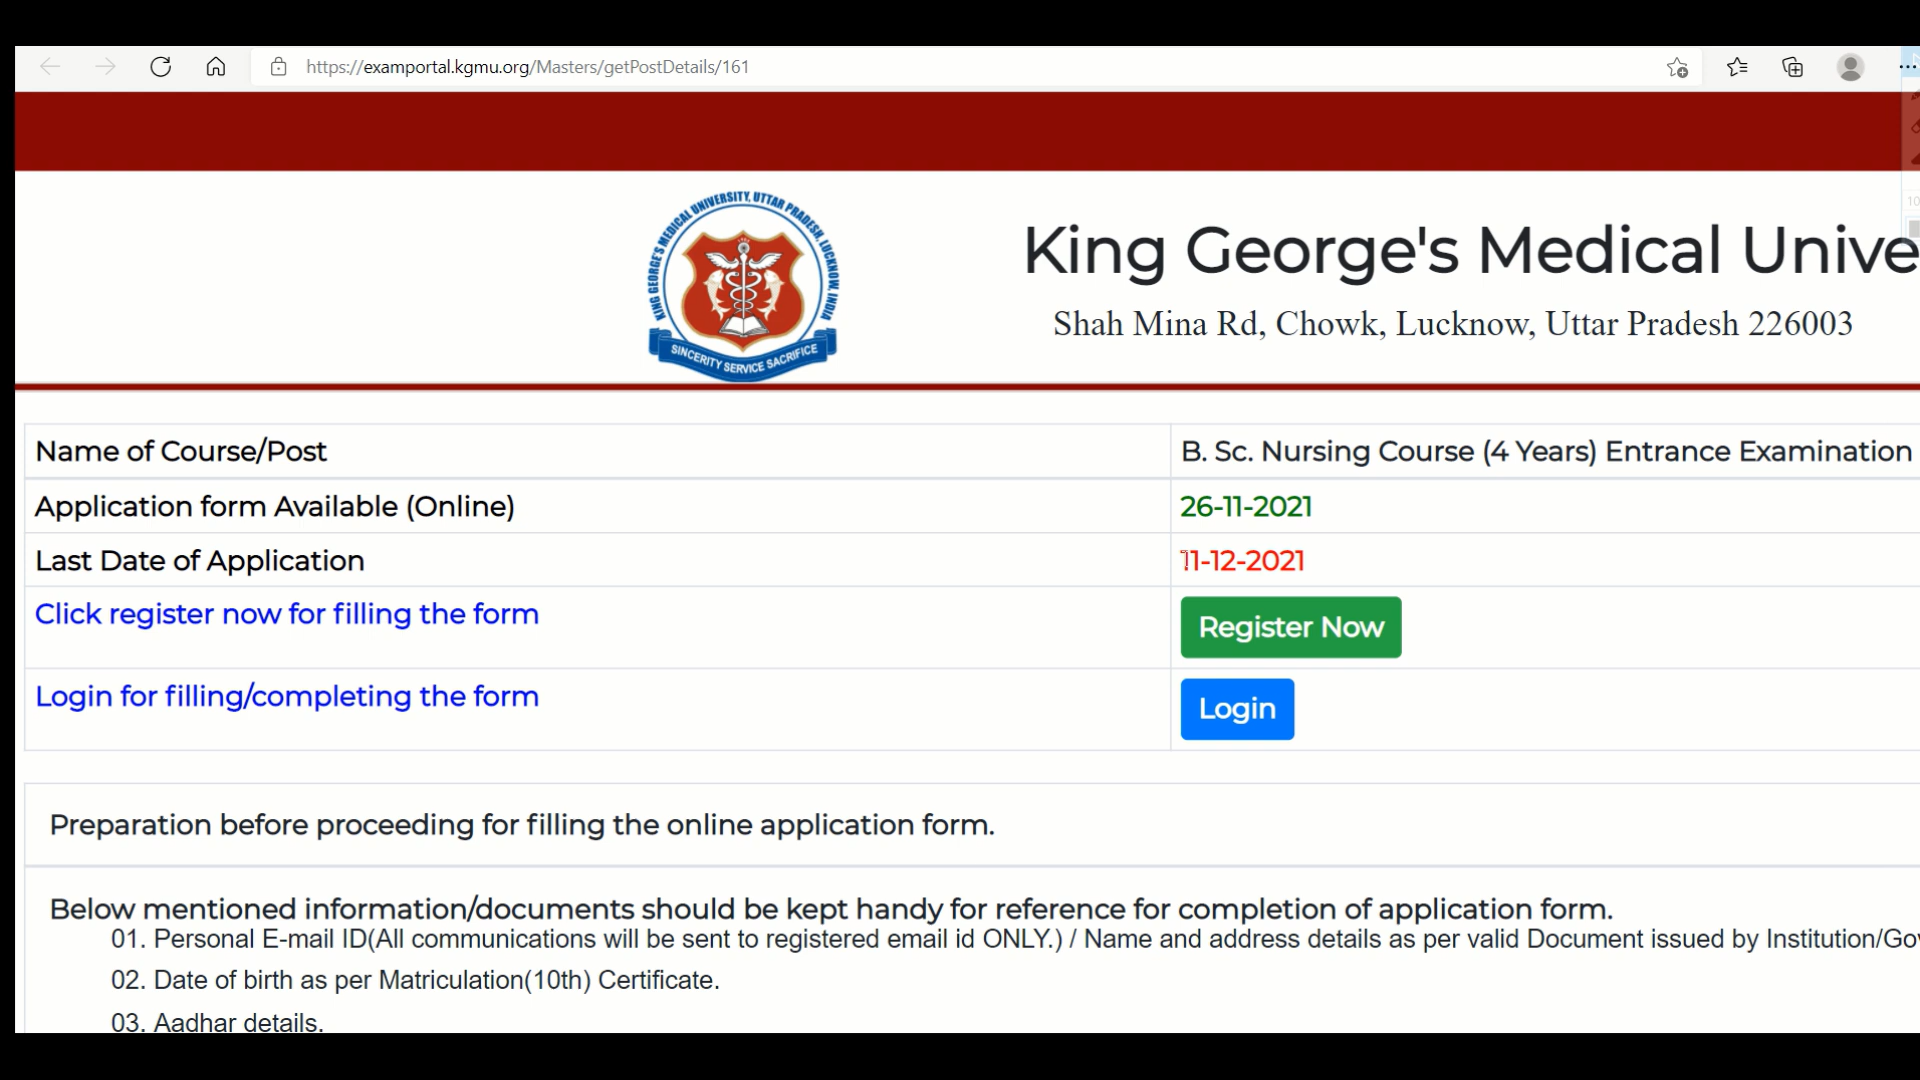 https://examportal.kgmu.org/Masters/getPostDetails/161
KING GEORGE'S MEDICAL UNIVERSITY, UTTAR PRADESH, LUCKNOW, INDIA
SINCERITY SERVICE SACRIFICE
King George's Medical Unive
Shah Mina Rd, Chowk, Lucknow, Uttar Pradesh 226003
10
Name of Course/Post B. Sc. Nursing Course (4 Years) Entrance Examination
Application form Available (Online) 26-11-2021
Last Date of Application 11-12-2021
Click register now for filling the form Register Now
Login for filling/completing the form Login
Preparation before proceeding for filling the online application form.
Below mentioned information/documents should be kept handy for reference for completion of application form.
01. Personal E-mail ID(All communications will be sent to registered email id ONLY.) / Name and address details as per valid Document issued by Institution/Gov
02. Date of birth as per Matriculation(10th) Certificate.
03. Aadhar details.